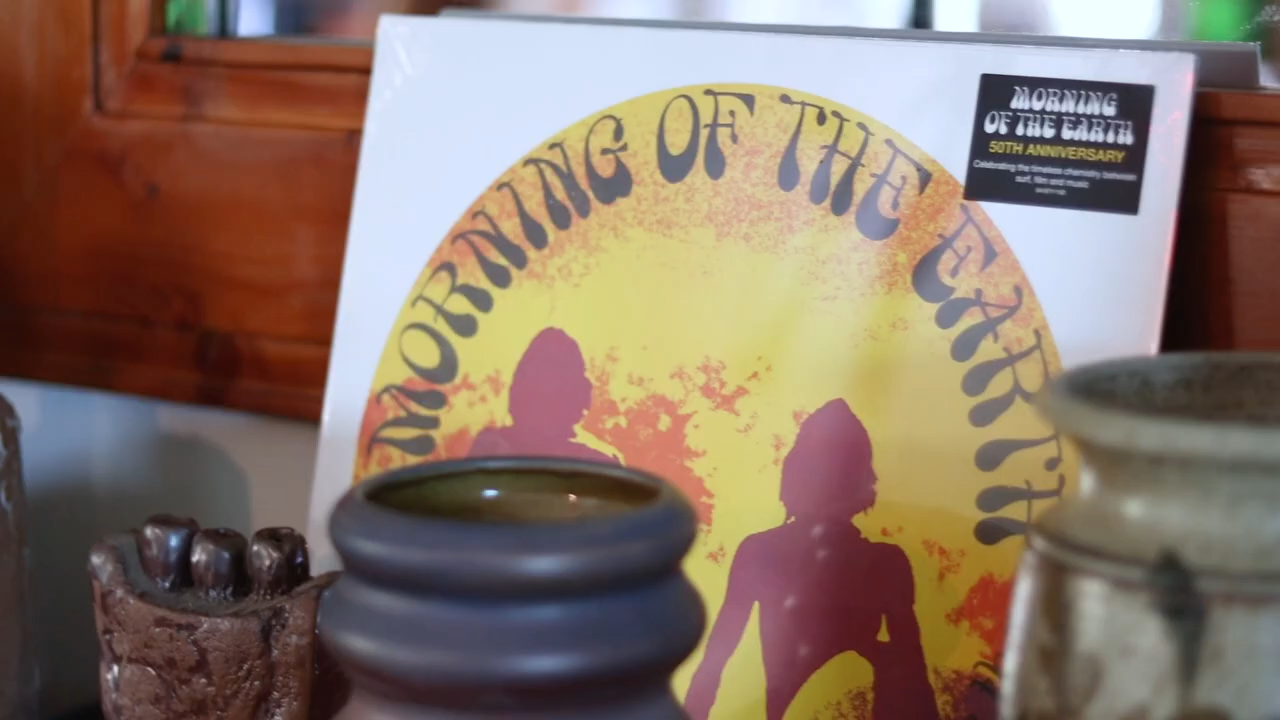 MORNING OF THE EARTH
MORNING
OF THE EARTH
50TH ANNIVERSARY
Celebrating the timeless chemistry between
surf, film and music